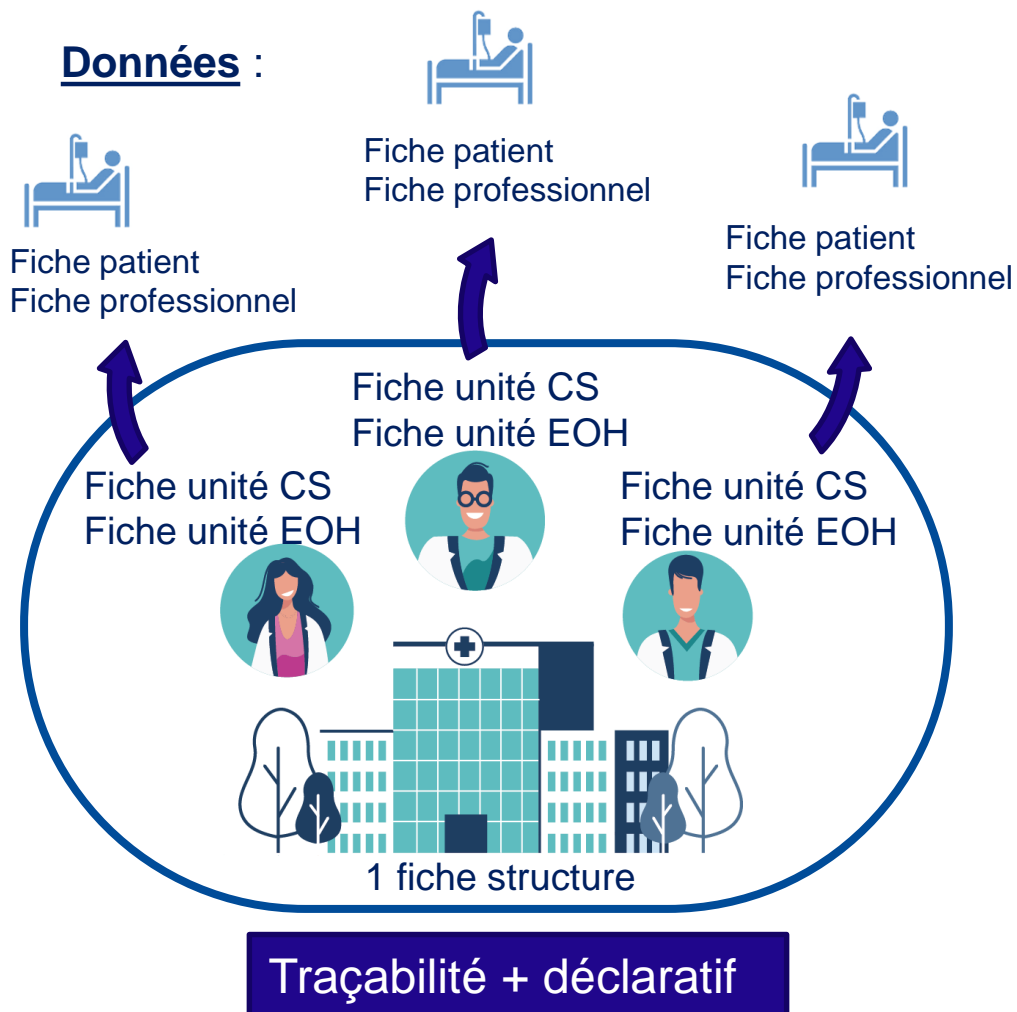 Données :
Fiche patient
Fiche professionnel
Fiche patient
Fiche professionnel
Fiche patient
Fiche professionnel
Fiche unité CS
Fiche unité EOH
Fiche unité CS
Fiche unité EOH
Fiche unité CS
Fiche unité EOH
1 fiche structure
Traçabilité + déclaratif